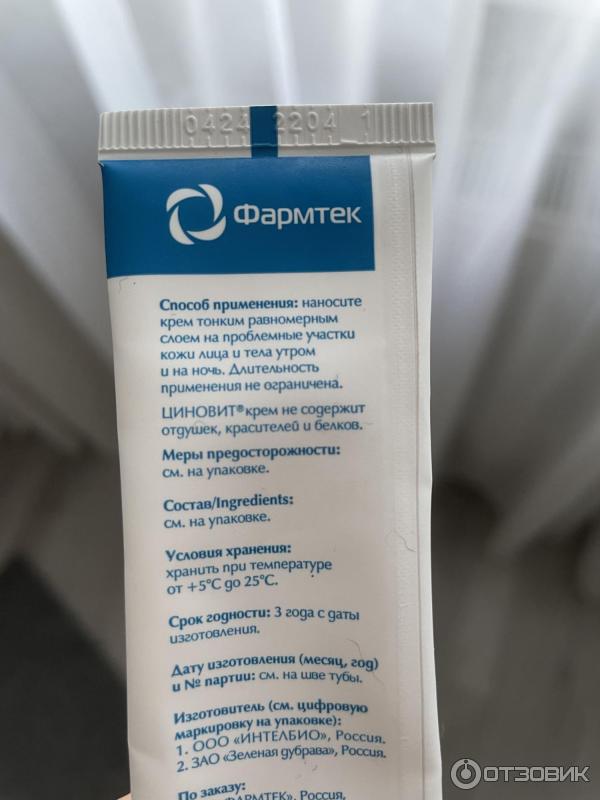 0424 2204 1
Фармтек
Способ применения: наносите
крем тонким равномерным
слоем на проблемные участки
кожи лица и тела утром
и на ночь. Длительность
применения не ограничена.
ЦИНОВИТ® крем не содержит
отдушек, красителей и белков.
Меры предосторожности:
см. на упаковке.
Состав/Ingredients:
см. на упаковке.
Условия хранения:
хранить при температуре
от +5°С до 25°С.
Срок годности: 3 года с даты
изготовления.
Дату изготовления (месяц, год)
и № партии: см. на шве тубы.
Изготовитель (см. цифровую
маркировку на упаковке):
1. ООО «ИНТЕЛБИО», Россия.
2. ЗАО «Зеленая дубрава», Россия.
По заказу:
ФАРМТЕК», Россия,
ОТЗОВИК